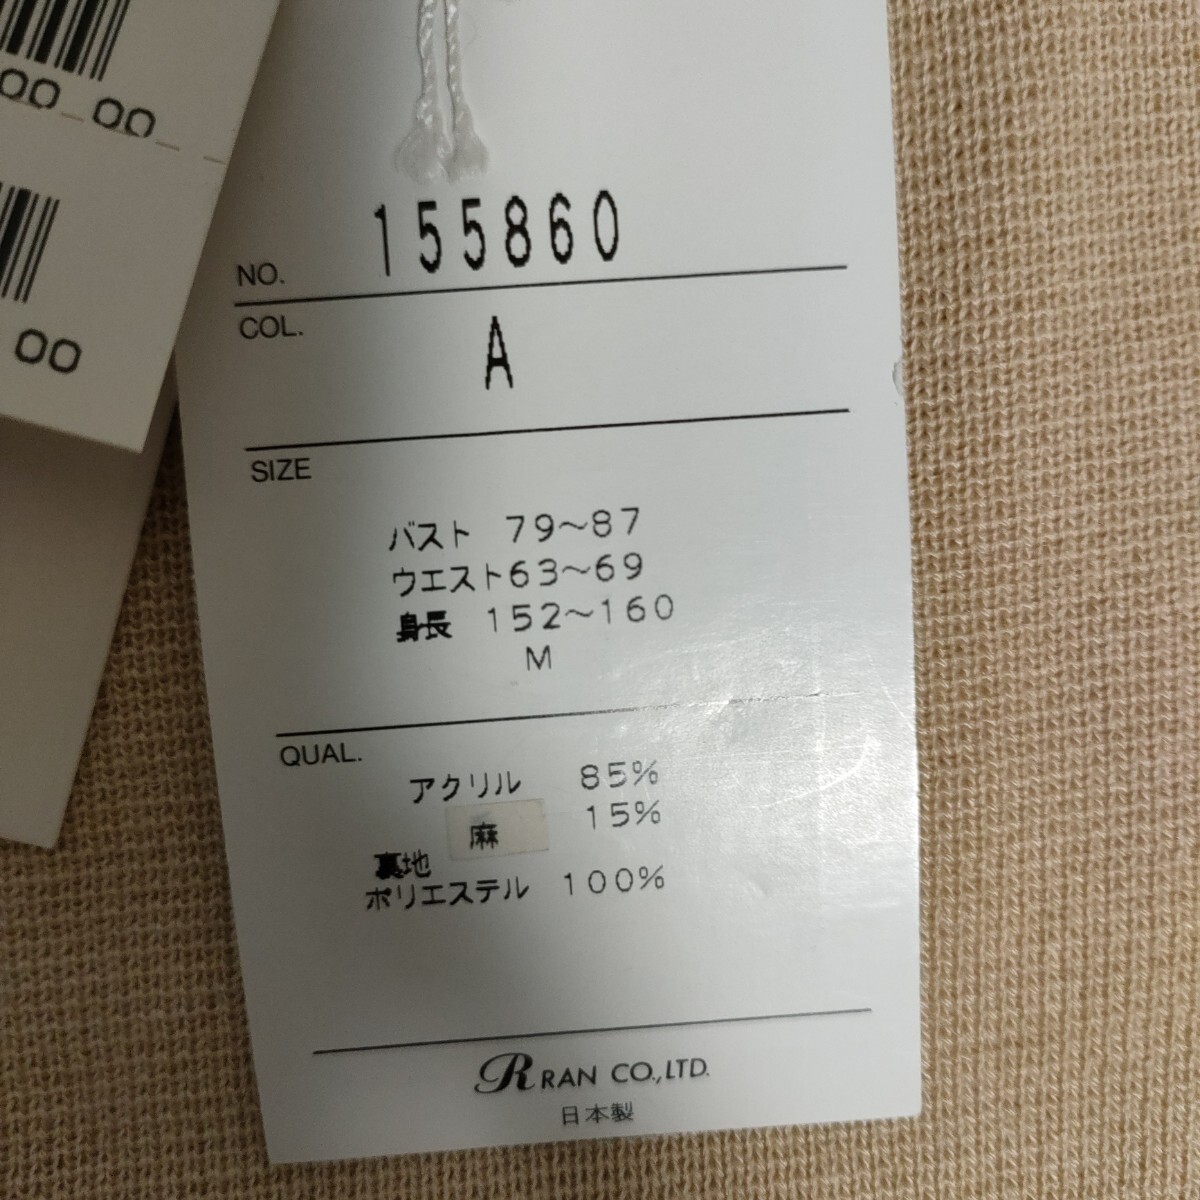 00 00
00
NO. 155860
COL. A
SIZE
バスト 79～87
ウエスト63～69
身長 152～160
M
QUAL.
アクリル 85%
麻 15%
裏地
ポリエステル 100%
R RAN CO.,LTD.
日本製